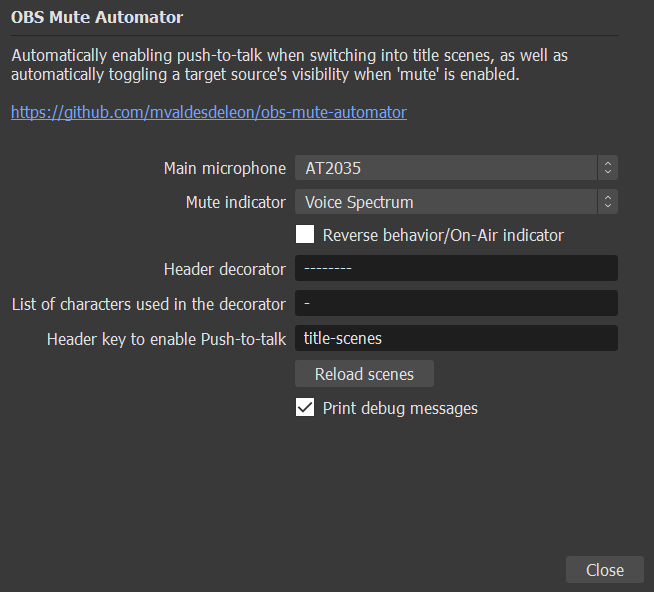 OBS Mute Automator
Automatically enabling push-to-talk when switching into title scenes, as well as
automatically toggling a target source's visibility when 'mute' is enabled.
https://github.com/mvaldesdeleon/obs-mute-automator
Main microphone AT2035
Mute indicator Voice Spectrum
Reverse behavior/On-Air indicator
Header decorator --------
List of characters used in the decorator -
Header key to enable Push-to-talk title-scenes
Reload scenes
Print debug messages
Close